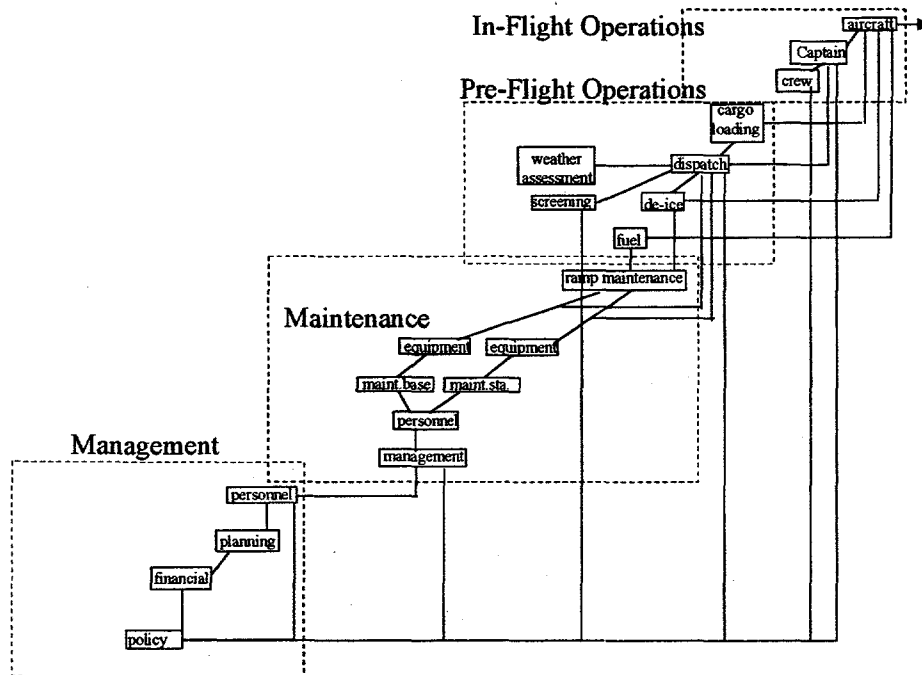 In-Flight Operations
aircraft
Captain
crew
Pre-Flight Operations
cargo
loading
weather
assessment
dispatch
screening
de-ice
fuel
ramp maintenance
Maintenance
equipment
equipment
maint.base
maint.sta.
personnel
management
Management
personnel
planning
financial
policy